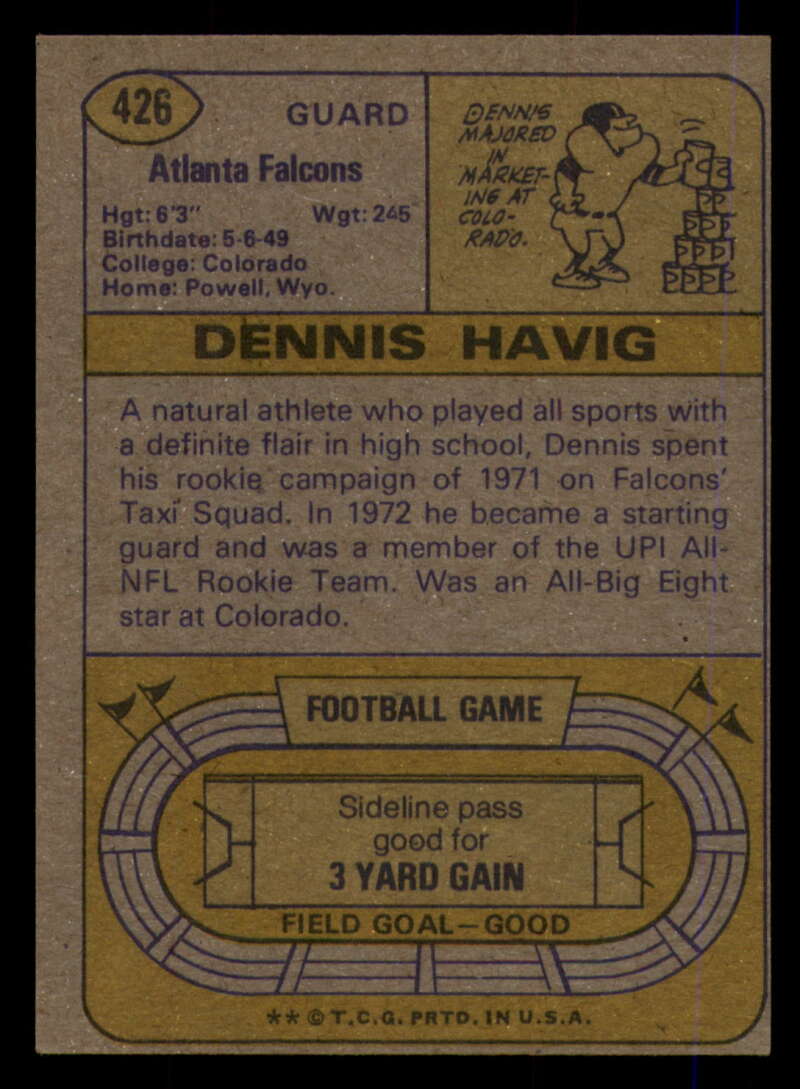 426
GUARD
Atlanta Falcons
Hgt: 6'3" Wgt: 245
Birthdate: 5-6-49
College: Colorado
Home: Powell, Wyo.
DENNIS
MAJORED
IN
MARKET-
ING AT
COLO-
RADO.
DENNIS HAVIG
A natural athlete who played all sports with
a definite flair in high school, Dennis spent
his rookie campaign of 1971 on Falcons'
Taxi Squad. In 1972 he became a starting
guard and was a member of the UPI All-
NFL Rookie Team. Was an All-Big Eight
star at Colorado.
FOOTBALL GAME
Sideline pass
good for
3 YARD GAIN
FIELD GOAL—GOOD
** © T.C.G. PRTD. IN U.S.A.